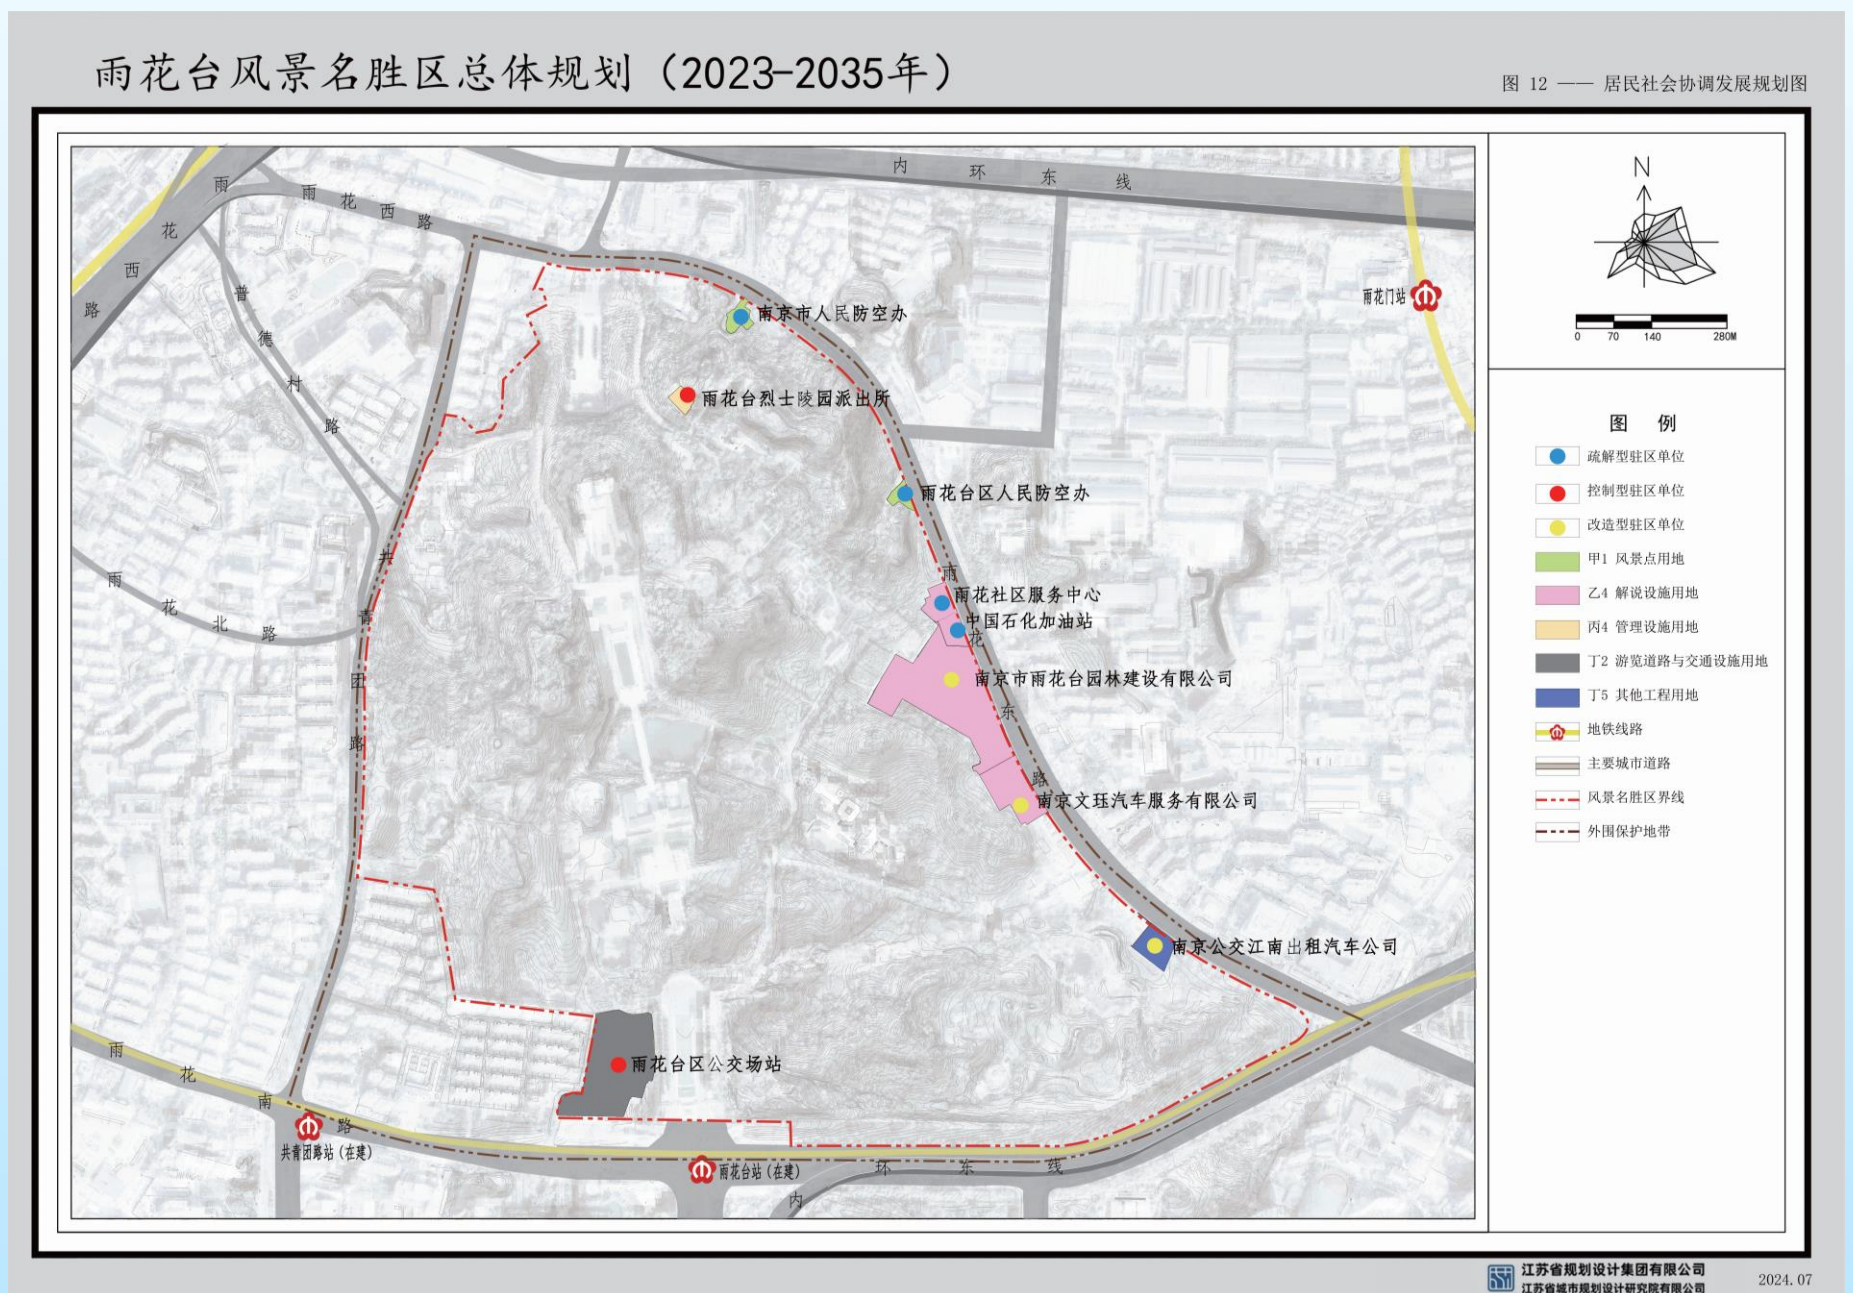 雨花台风景名胜区总体规划（2023-2035年）
图 12 —— 居民社会协调发展规划图
内环东线
雨花西路
雨花西路
普德村路
雨花门站
N
0 70 140 280M
南京市人民防空办
雨花台烈士陵园派出所
雨花台区人民防空办
雨花社区服务中心
中国石化加油站
南京市雨花台园林建设有限公司
南京文珏汽车服务有限公司
南京公交江南出租汽车公司
雨花台区公交场站
雨花东路
共青团路
雨花北路
雨花南路
共青团路站（在建）
雨花台站（在建）
内环东线
图 例
疏解型驻区单位
控制型驻区单位
改造型驻区单位
甲1 风景点用地
乙4 解说设施用地
丙4 管理设施用地
丁2 游览道路与交通设施用地
丁5 其他工程用地
地铁线路
主要城市道路
风景名胜区界线
外围保护地带
江苏省规划设计集团有限公司
江苏省城市规划设计研究院有限公司
2024.07